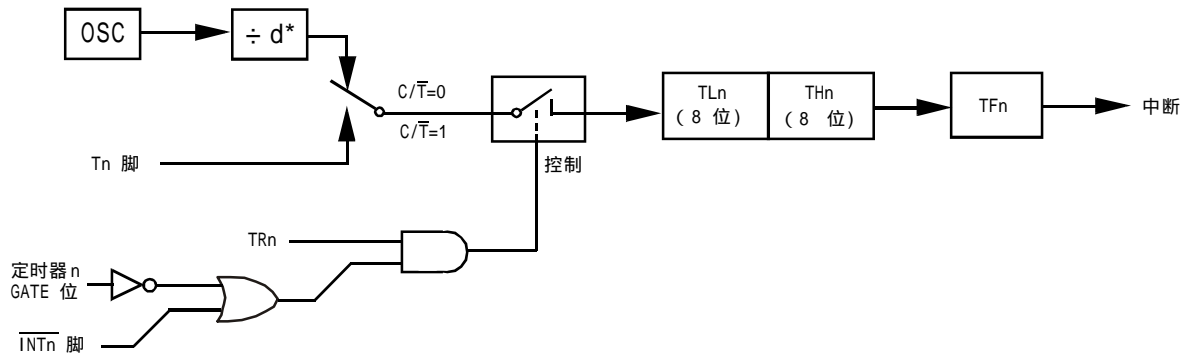 OSC
÷ d*
C/T̅=0
C/T̅=1
Tn 脚
控制
TLn
(8 位)
THn
(8 位)
TFn
中断
TRn
定时器n
GATE 位
I̅N̅T̅n̅ 脚